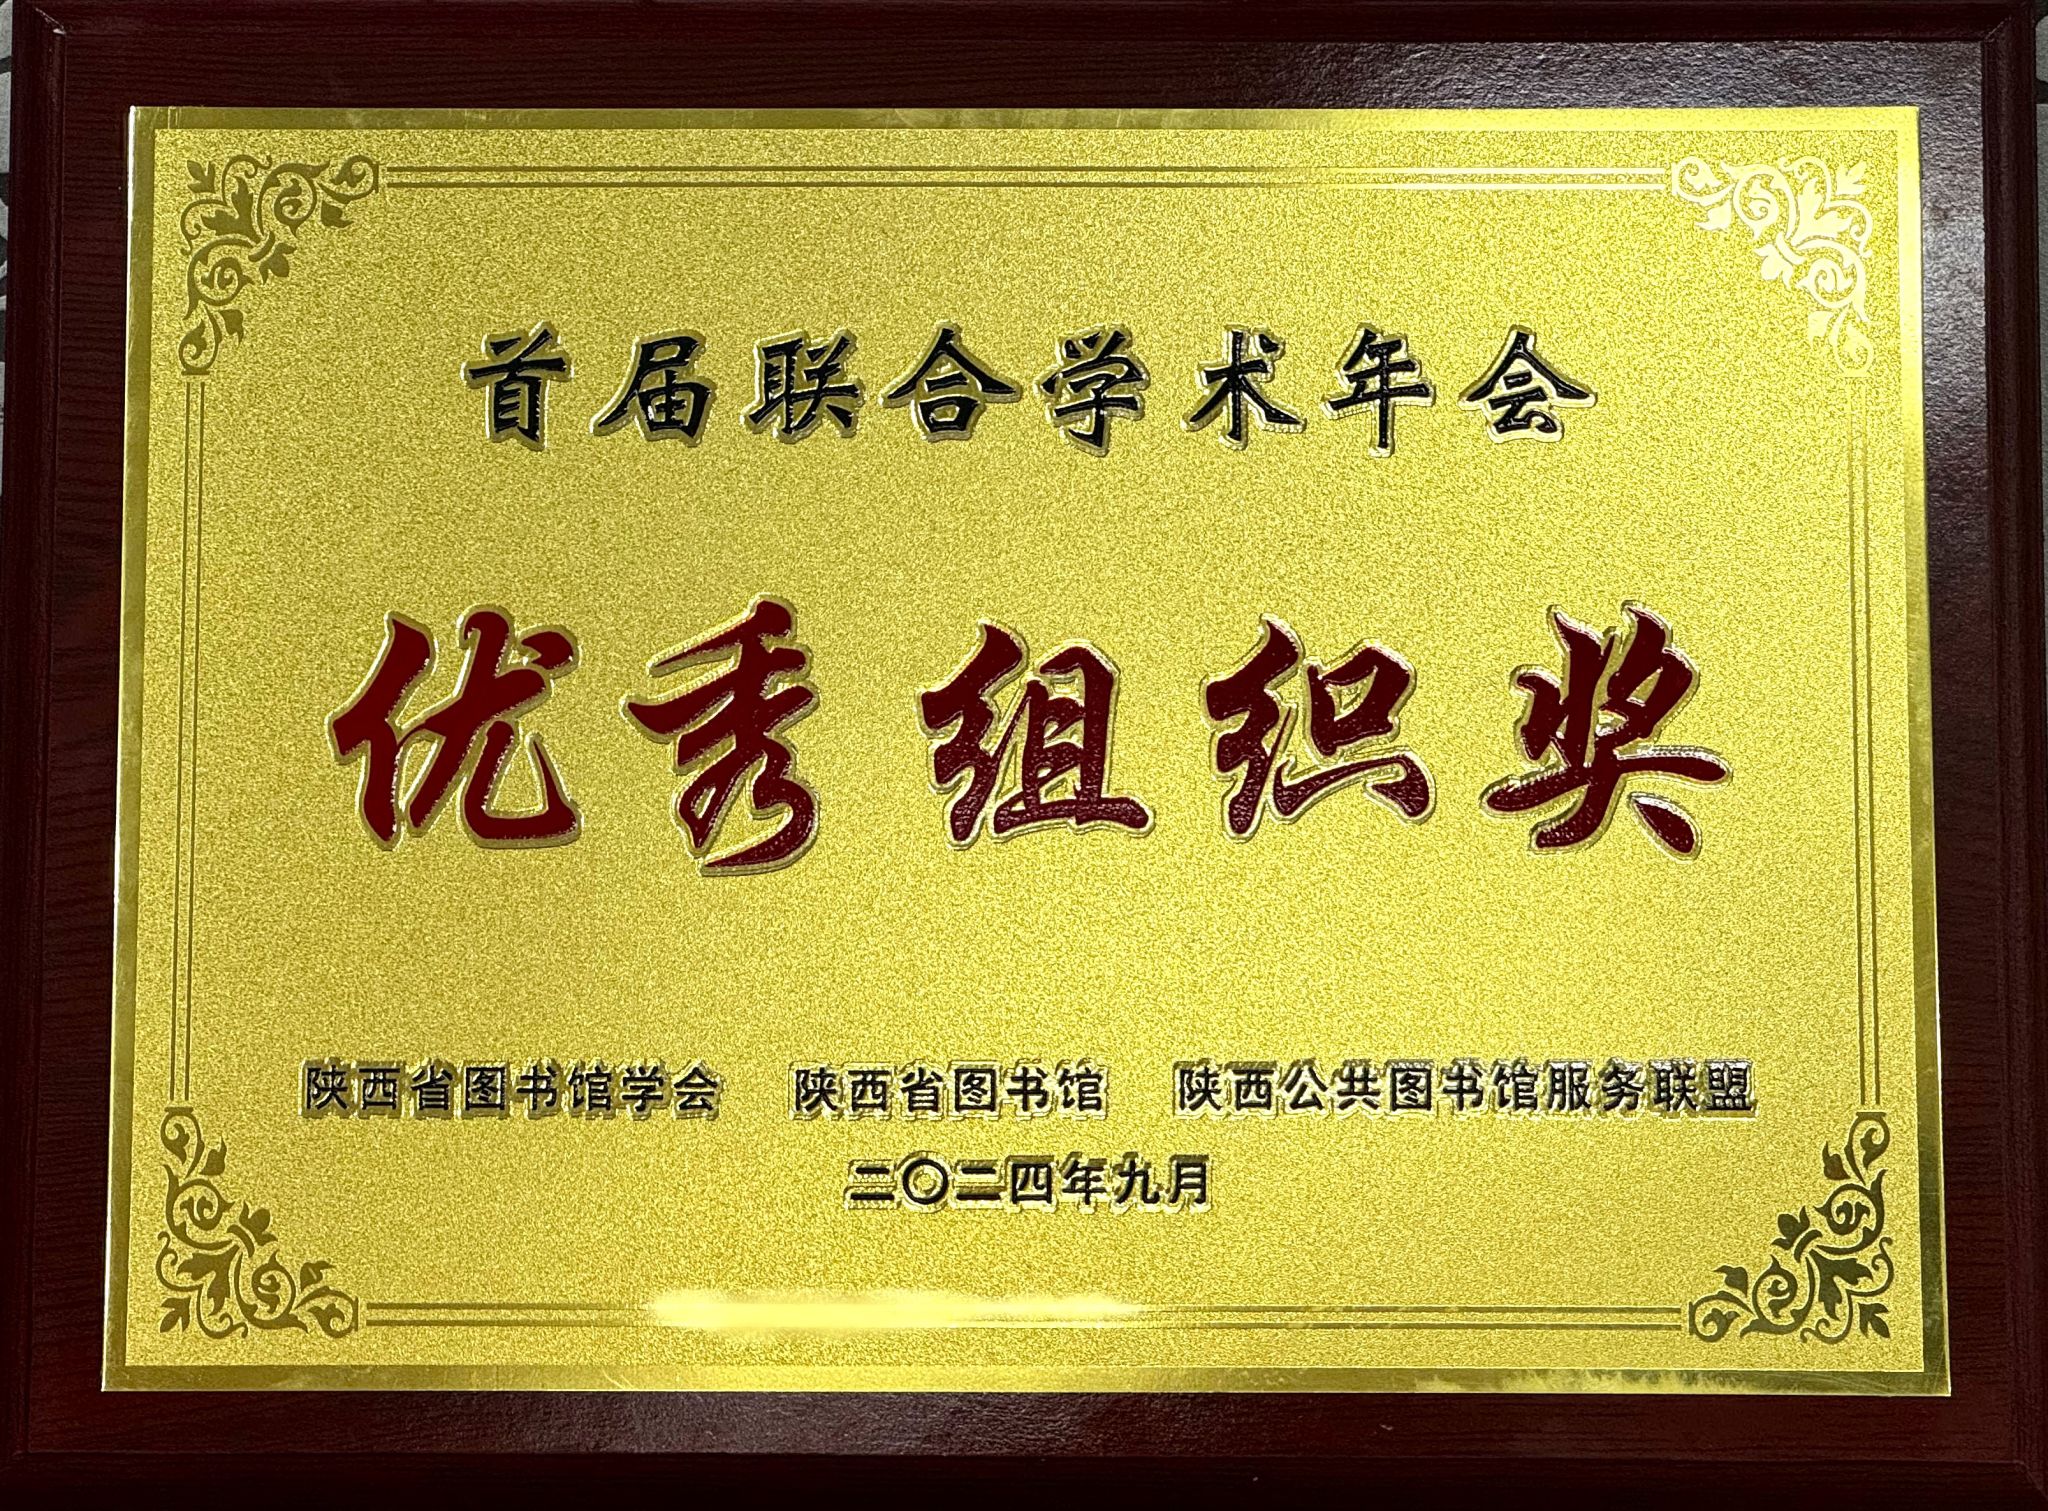 首届联合学术年会
优秀组织奖
陕西省图书馆学会 陕西省图书馆 陕西公共图书馆服务联盟
二〇二四年九月